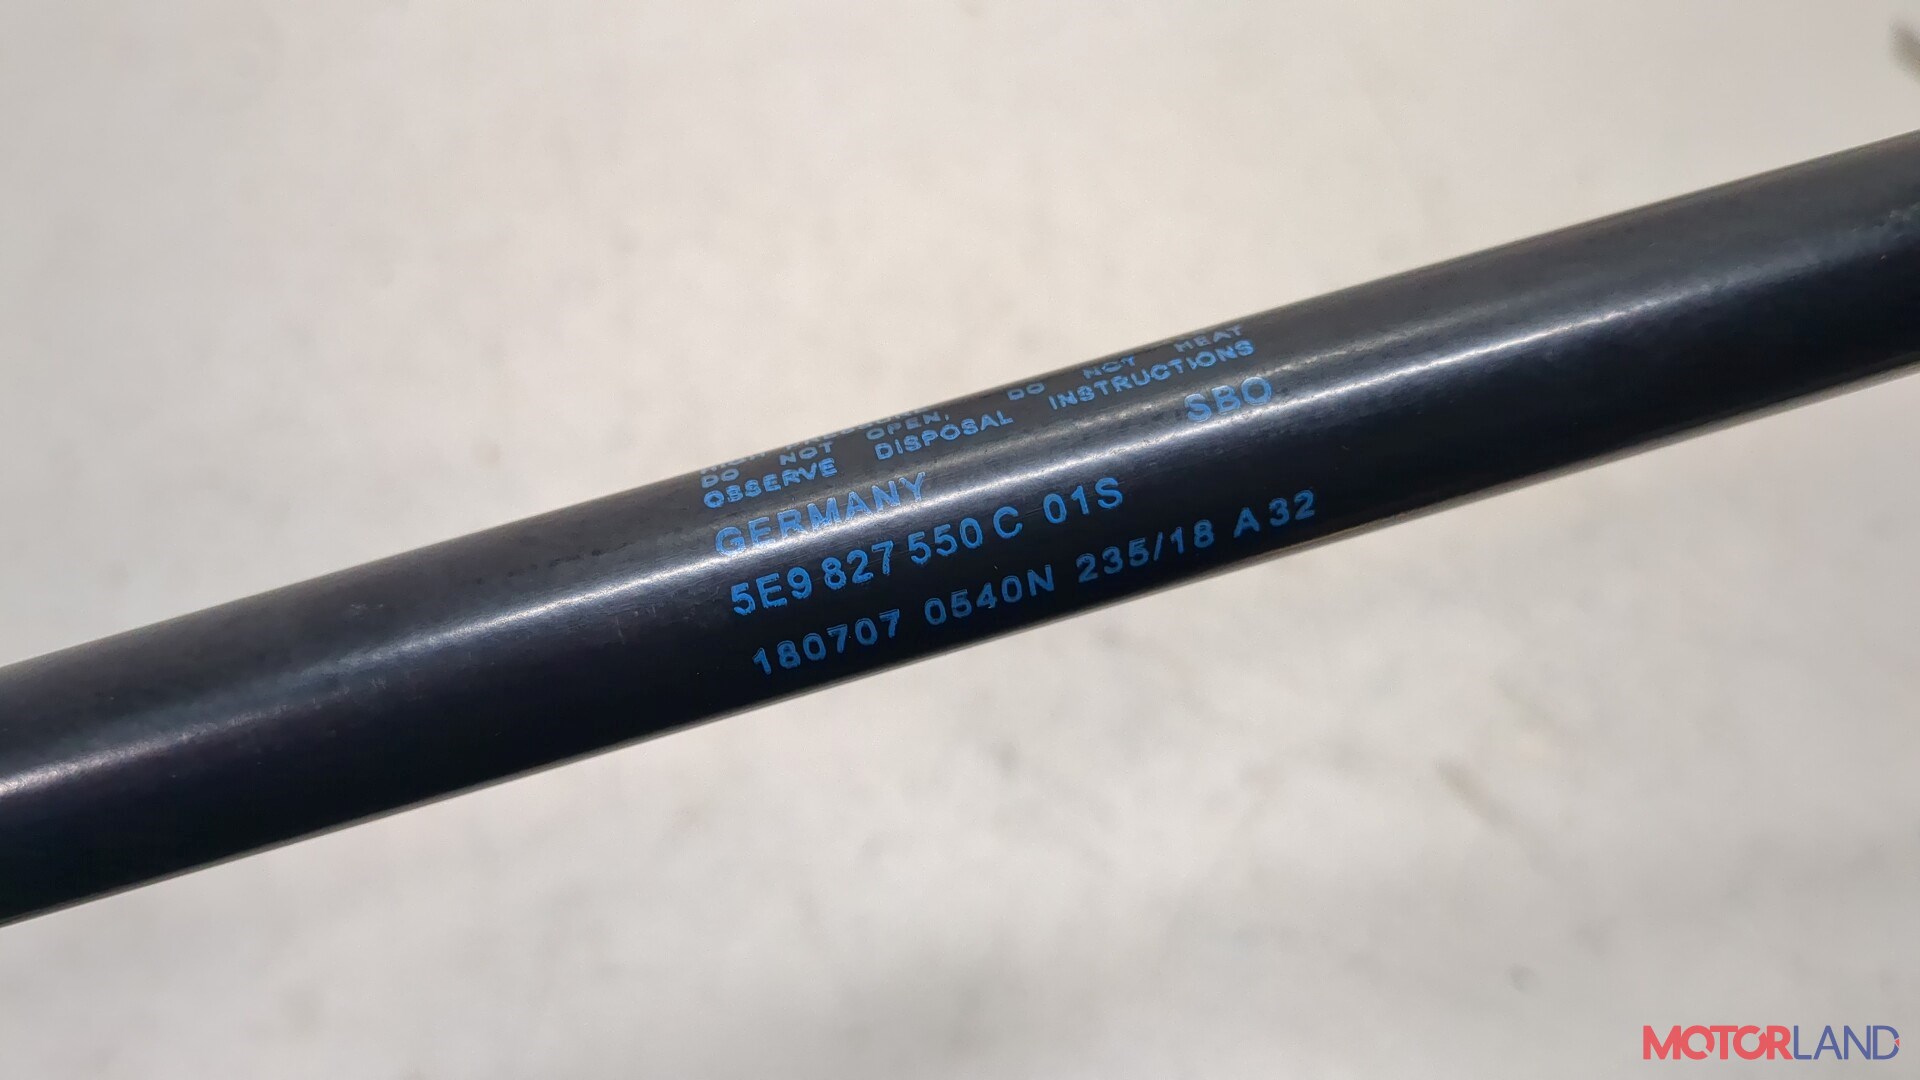 DO NOT OPEN, DO NOT HEAT
OBSERVE DISPOSAL INSTRUCTIONS
GERMANY SBO
5E9 827 550 C 01S
180707 0540N 235/18 A32
MOTORLAND